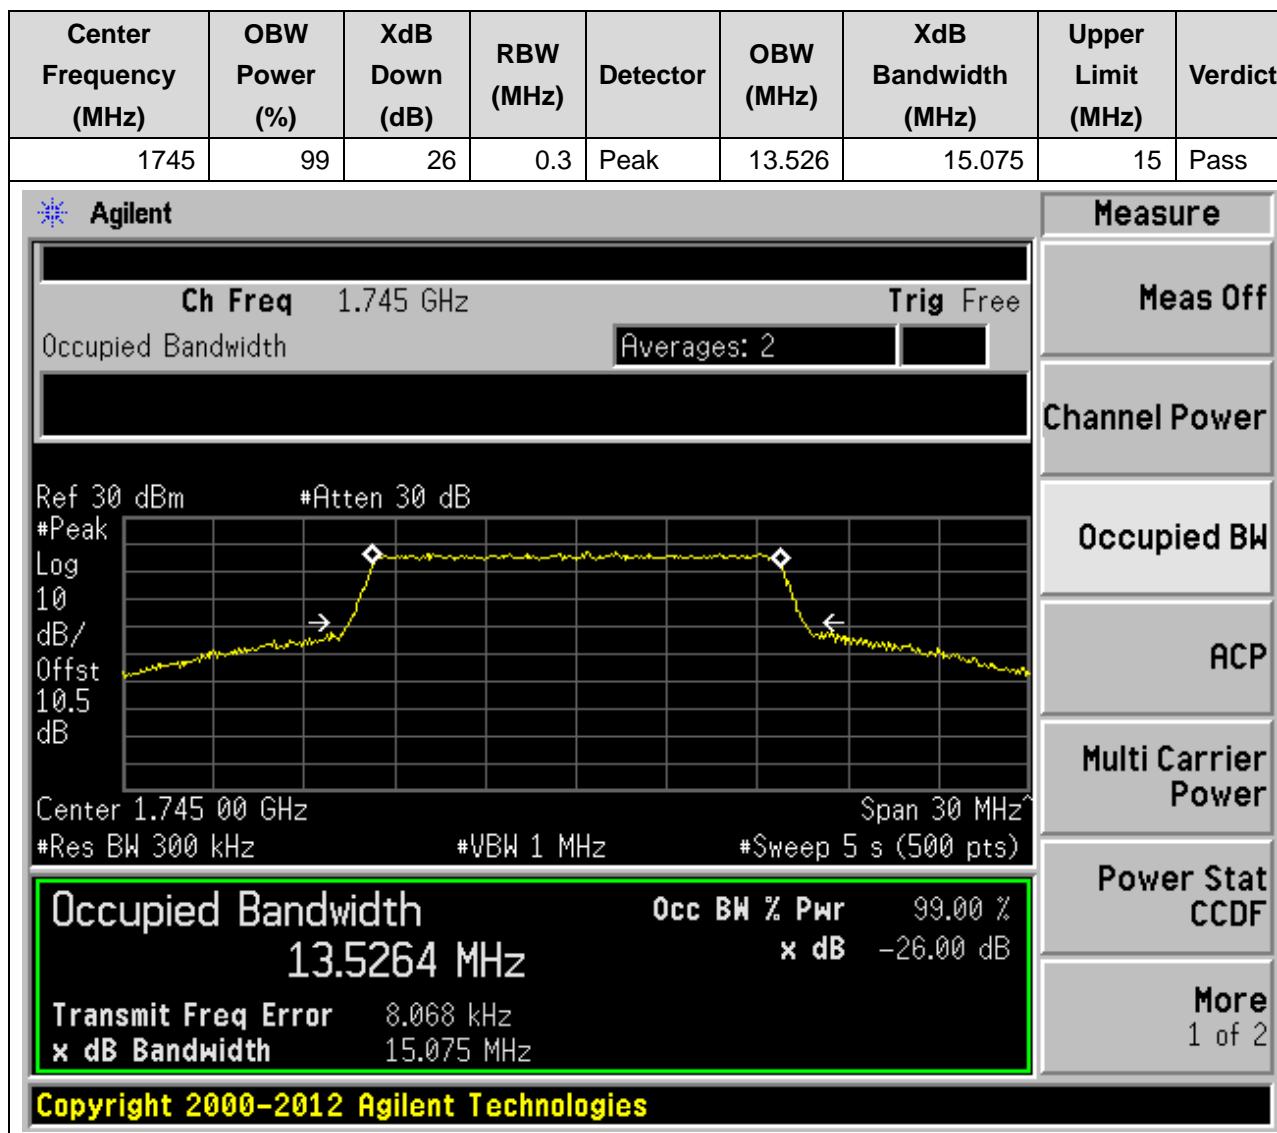 Center Frequency (MHz) OBW Power (%) XdB Down (dB) RBW (MHz) Detector OBW (MHz) XdB Bandwidth (MHz) Upper Limit (MHz) Verdict
1745 99 26 0.3 Peak 13.526 15.075 15 Pass
Agilent
Measure
Ch Freq 1.745 GHz Trig Free
Meas Off
Occupied Bandwidth Averages: 2
Channel Power
Ref 30 dBm #Atten 30 dB
#Peak
Log
10
dB/
Offst
10.5
dB
Occupied BW
ACP
Multi Carrier
Power
Center 1.745 00 GHz Span 30 MHz^
#Res BW 300 kHz #VBW 1 MHz #Sweep 5 s (500 pts)
Power Stat
CCDF
Occupied Bandwidth Occ BW % Pwr 99.00 %
13.5264 MHz x dB -26.00 dB
Transmit Freq Error 8.068 kHz
x dB Bandwidth 15.075 MHz
More
1 of 2
Copyright 2000-2012 Agilent Technologies